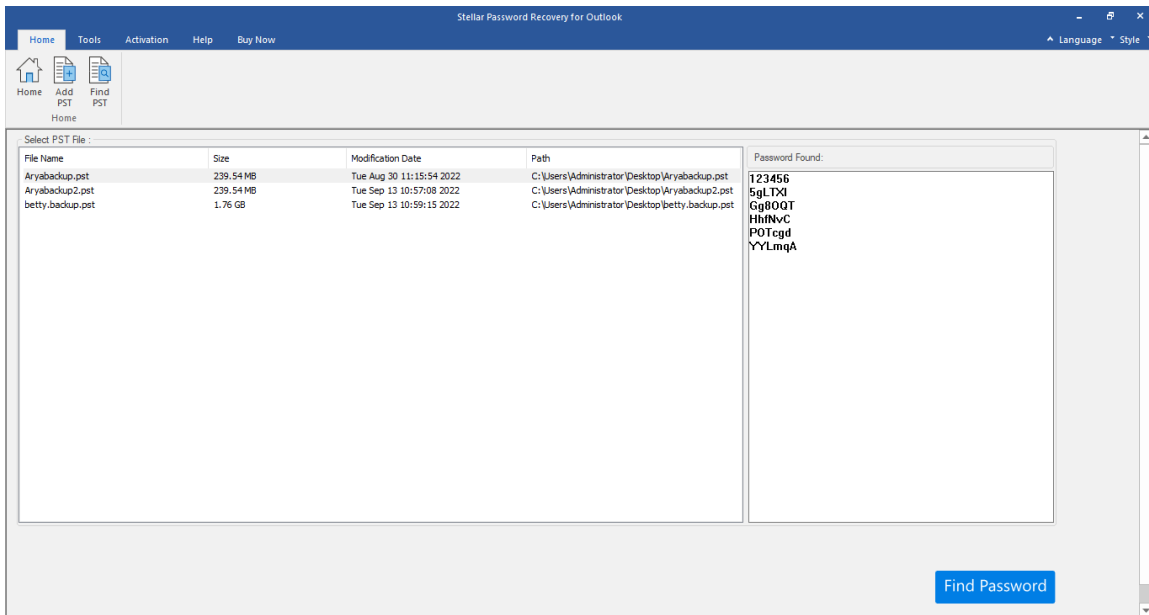 Stellar Password Recovery for Outlook
Home Tools Activation Help Buy Now
Language Style
Home Add PST Find PST
Home
Select PST File :
File Name Size Modification Date Path
Aryabackup.pst 239.54 MB Tue Aug 30 11:15:54 2022 C:\Users\Administrator\Desktop\Aryabackup.pst
Aryabackup2.pst 239.54 MB Tue Sep 13 10:57:08 2022 C:\Users\Administrator\Desktop\Aryabackup2.pst
betty.backup.pst 1.76 GB Tue Sep 13 10:59:15 2022 C:\Users\Administrator\Desktop\betty.backup.pst
Password Found:
123456
5gLTXI
Gg8OQT
HhfNvC
POTcgd
YYLmqA
Find Password